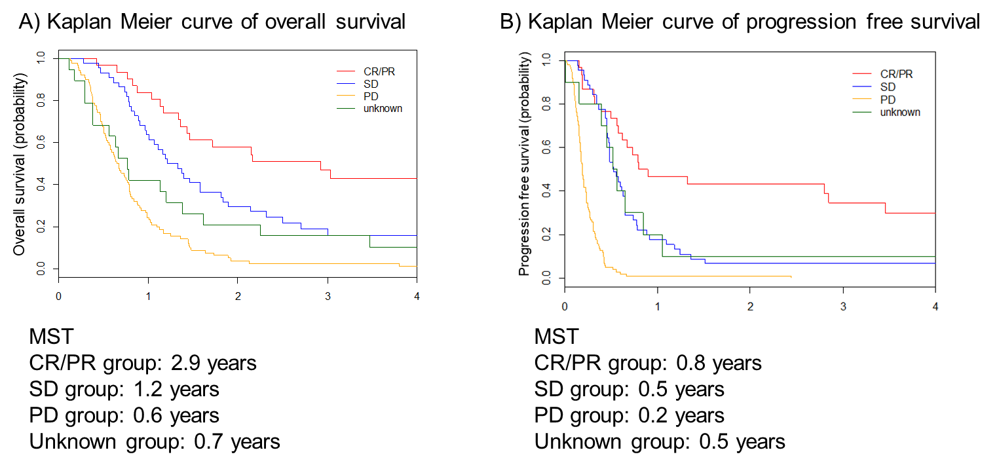 A) Kaplan Meier curve of overall survival
Overall survival (probability)
1.0
0.8
0.6
0.4
0.2
0.0
CR/PR
SD
PD
unknown
0 1 2 3 4
MST
CR/PR group: 2.9 years
SD group: 1.2 years
PD group: 0.6 years
Unknown group: 0.7 years
B) Kaplan Meier curve of progression free survival
Progression free survival (probability)
1.0
0.8
0.6
0.4
0.2
0.0
CR/PR
SD
PD
unknown
0 1 2 3 4
MST
CR/PR group: 0.8 years
SD group: 0.5 years
PD group: 0.2 years
Unknown group: 0.5 years